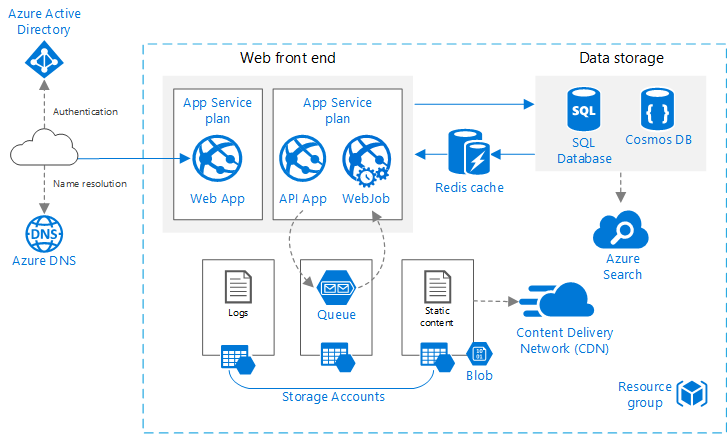 Azure Active
Directory
Web front end
Data storage
App Service
plan
App Service
plan
Authentication
SQL
{ }
SQL
Database
Cosmos DB
Name resolution
Web App
API App
WebJob
Redis cache
DNS
Azure DNS
Azure
Search
Logs
Queue
Static
content
Content Delivery
Network (CDN)
10
01
Blob
Storage Accounts
Resource
group